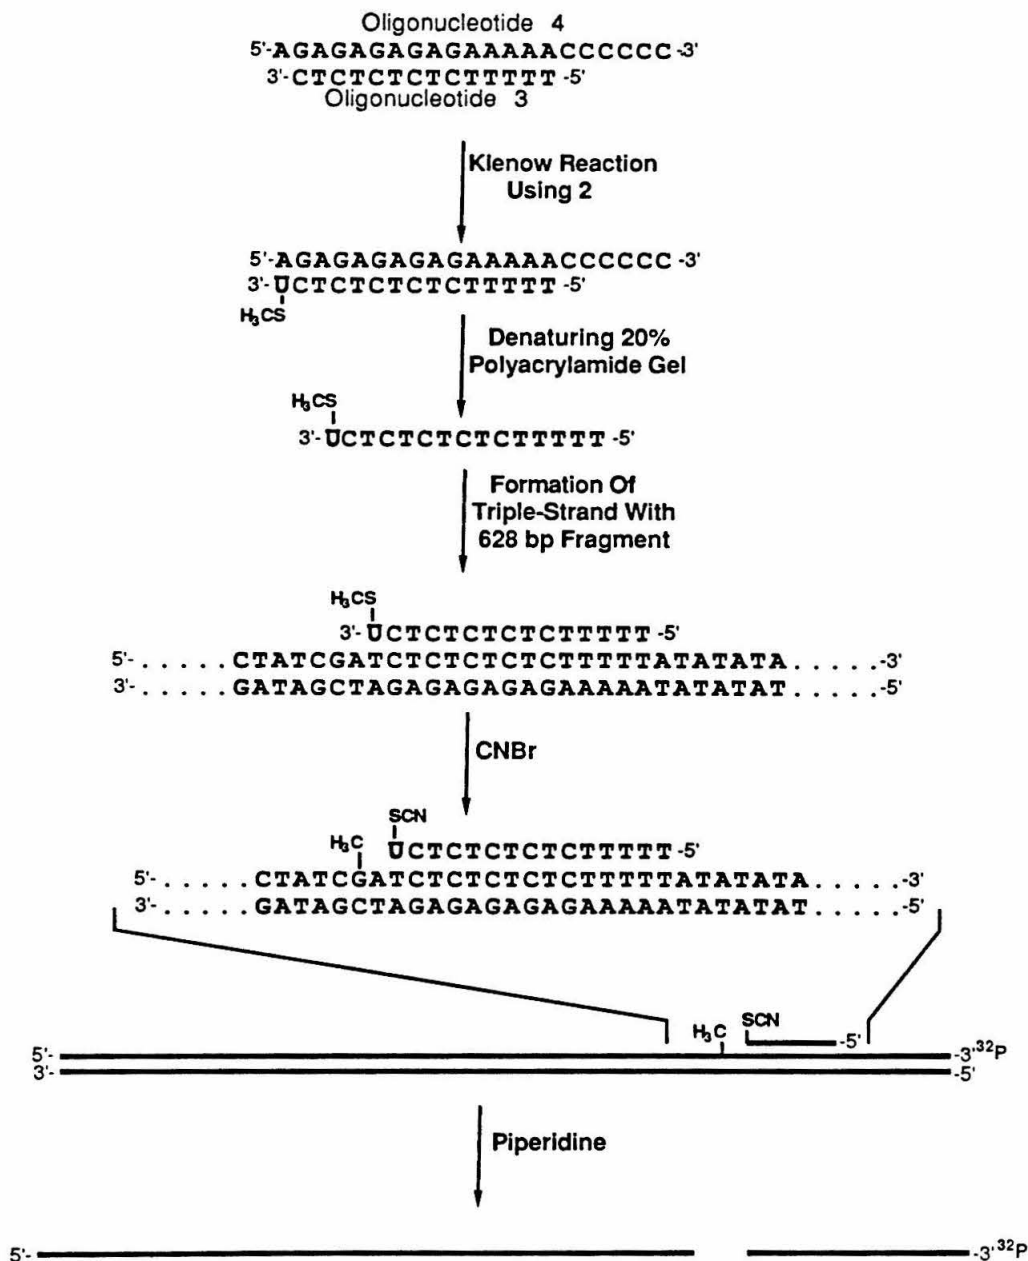 Oligonucleotide 4
5'-AGAGAGAGAGAAAAACCCCCC-3'
3'-CTCTCTCTCTTTTT-5'
Oligonucleotide 3
Klenow Reaction
Using 2
5'-AGAGAGAGAGAAAAACCCCCC-3'
3'-UCTCTCTCTCTTTTT-5'
H3CS
Denaturing 20%
Polyacrylamide Gel
H3CS
3'-UCTCTCTCTCTTTTT-5'
Formation Of
Triple-Strand With
628 bp Fragment
H3CS
3'-UCTCTCTCTCTTTTT-5'
5'-.....CTATCGATCTCTCTCTCTTTTTATATATA.....-3'
3'-.....GATAGCTAGAGAGAGAGAAAAATATATAT.....-5'
CNBr
SCN
H3C UCTCTCTCTCTTTTT-5'
5'-.....CTATCGATCTCTCTCTCTTTTTATATATA.....-3'
3'-.....GATAGCTAGAGAGAGAGAAAAATATATAT.....-5'
H3C SCN -5'
5'- -3'32P
3'- -5'
Piperidine
5'- -3'32P